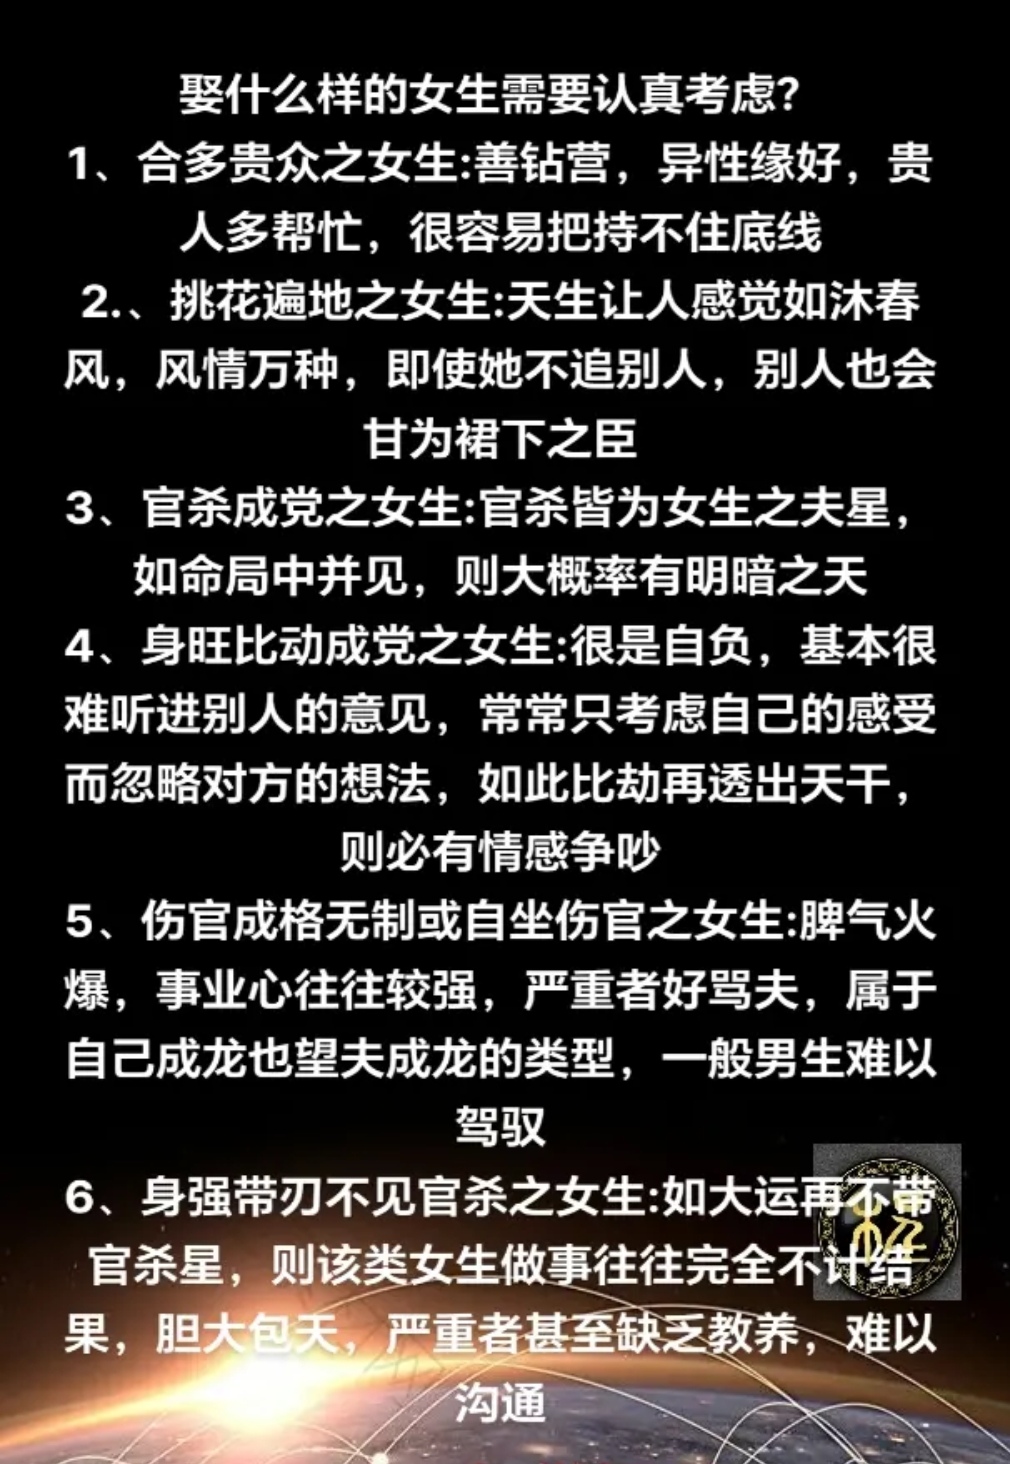 娶什么样的女生需要认真考虑?
1、合多贵众之女生:善钻营，异性缘好，贵
人多帮忙，很容易把持不住底线
2.、挑花遍地之女生:天生让人感觉如沐春
风，风情万种，即使她不追别人，别人也会
甘为裙下之臣
3、官杀成党之女生:官杀皆为女生之夫星，
如命局中并见，则大概率有明暗之天
4、身旺比动成党之女生:很是自负，基本很
难听进别人的意见，常常只考虑自己的感受
而忽略对方的想法，如此比劫再透出天干，
则必有情感争吵
5、伤官成格无制或自坐伤官之女生:脾气火
爆，事业心往往较强，严重者好骂夫，属于
自己成龙也望夫成龙的类型，一般男生难以
驾驭
6、身强带刃不见官杀之女生:如大运再不带
官杀星，则该类女生做事往往完全不计结
果，胆大包天，严重者甚至缺乏教养，难以
沟通